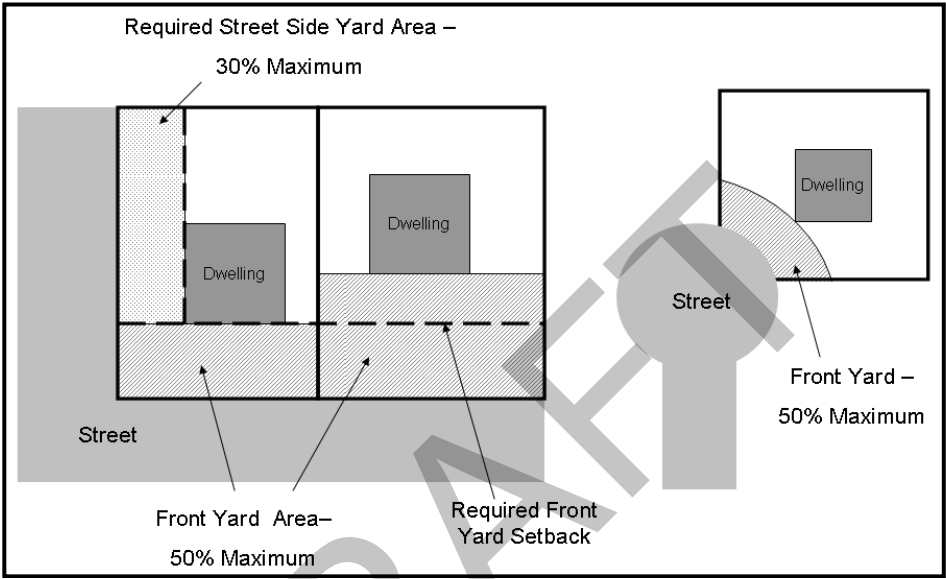 Required Street Side Yard Area –
30% Maximum
Dwelling
Dwelling
Dwelling
Street
Street
Front Yard –
50% Maximum
Front Yard Area–
50% Maximum
Required Front
Yard Setback
DRAFT